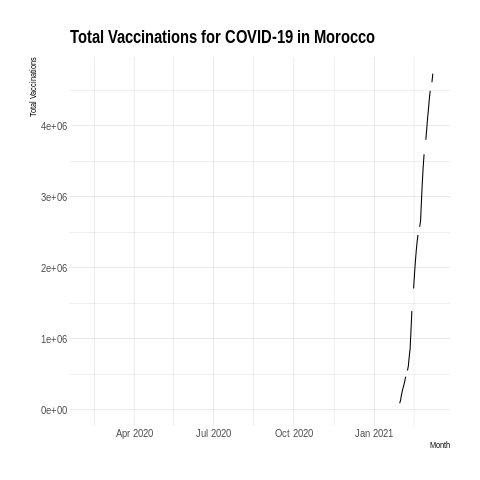 Total Vaccinations for COVID-19 in Morocco
Total Vaccinations
4e+06
3e+06
2e+06
1e+06
0e+00
Apr 2020 Jul 2020 Oct 2020 Jan 2021
Month